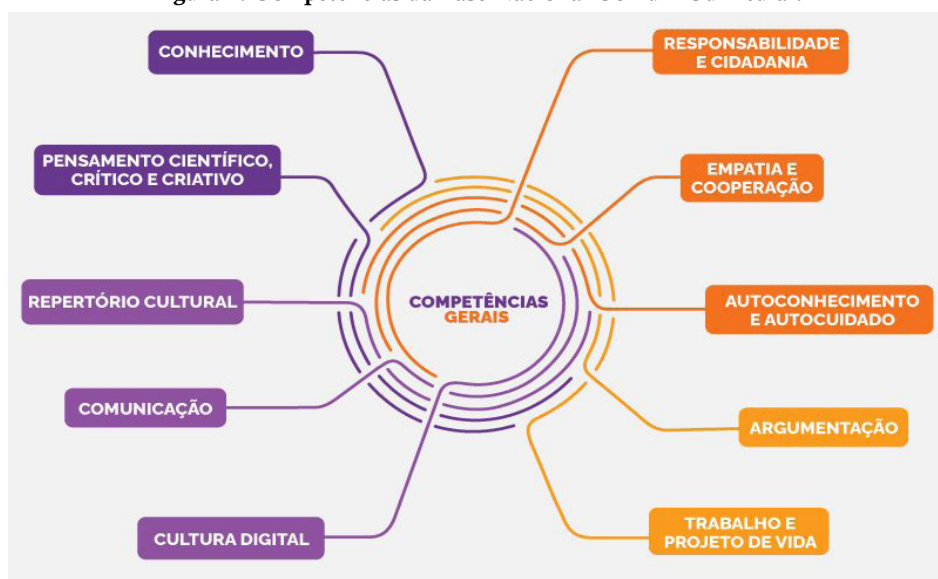 CONHECIMENTO
PENSAMENTO CIENTÍFICO,
CRÍTICO E CRIATIVO
REPERTÓRIO CULTURAL
COMUNICAÇÃO
CULTURA DIGITAL
COMPETÊNCIAS
GERAIS
RESPONSABILIDADE
E CIDADANIA
EMPATIA E
COOPERAÇÃO
AUTOCONHECIMENTO
E AUTOCUIDADO
ARGUMENTAÇÃO
TRABALHO E
PROJETO DE VIDA